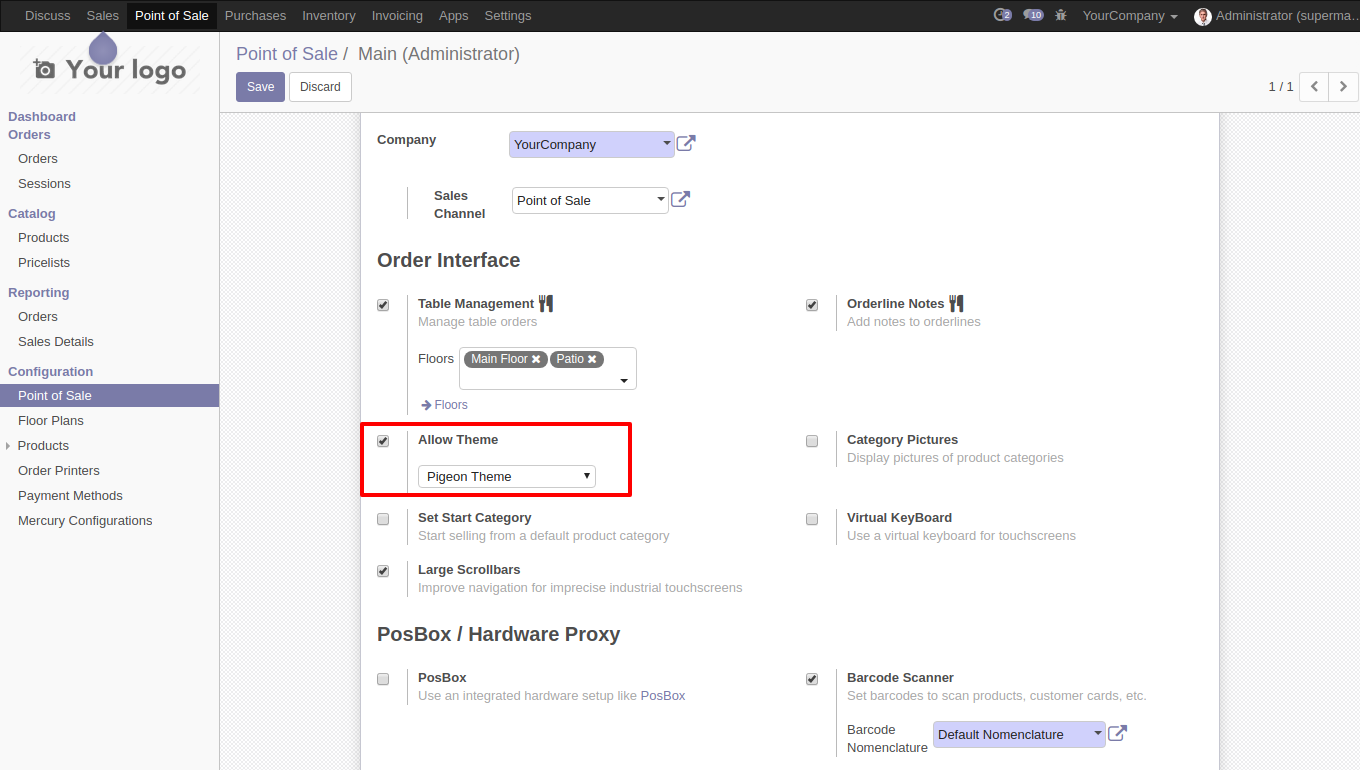 Discuss Sales Point of Sale Purchases Inventory Invoicing Apps Settings 2 10 YourCompany Administrator (superma...
Your logo
Point of Sale / Main (Administrator)
Save Discard
1 / 1
Dashboard
Orders
Orders
Sessions
Catalog
Products
Pricelists
Reporting
Orders
Sales Details
Configuration
Point of Sale
Floor Plans
Products
Order Printers
Payment Methods
Mercury Configurations
Company YourCompany
Sales Channel Point of Sale
Order Interface
Table Management
Manage table orders
Floors Main Floor Patio
Floors
Orderline Notes
Add notes to orderlines
Allow Theme
Pigeon Theme
Category Pictures
Display pictures of product categories
Set Start Category
Start selling from a default product category
Virtual KeyBoard
Use a virtual keyboard for touchscreens
Large Scrollbars
Improve navigation for imprecise industrial touchscreens
PosBox / Hardware Proxy
PosBox
Use an integrated hardware setup like PosBox
Barcode Scanner
Set barcodes to scan products, customer cards, etc.
Barcode Nomenclature Default Nomenclature